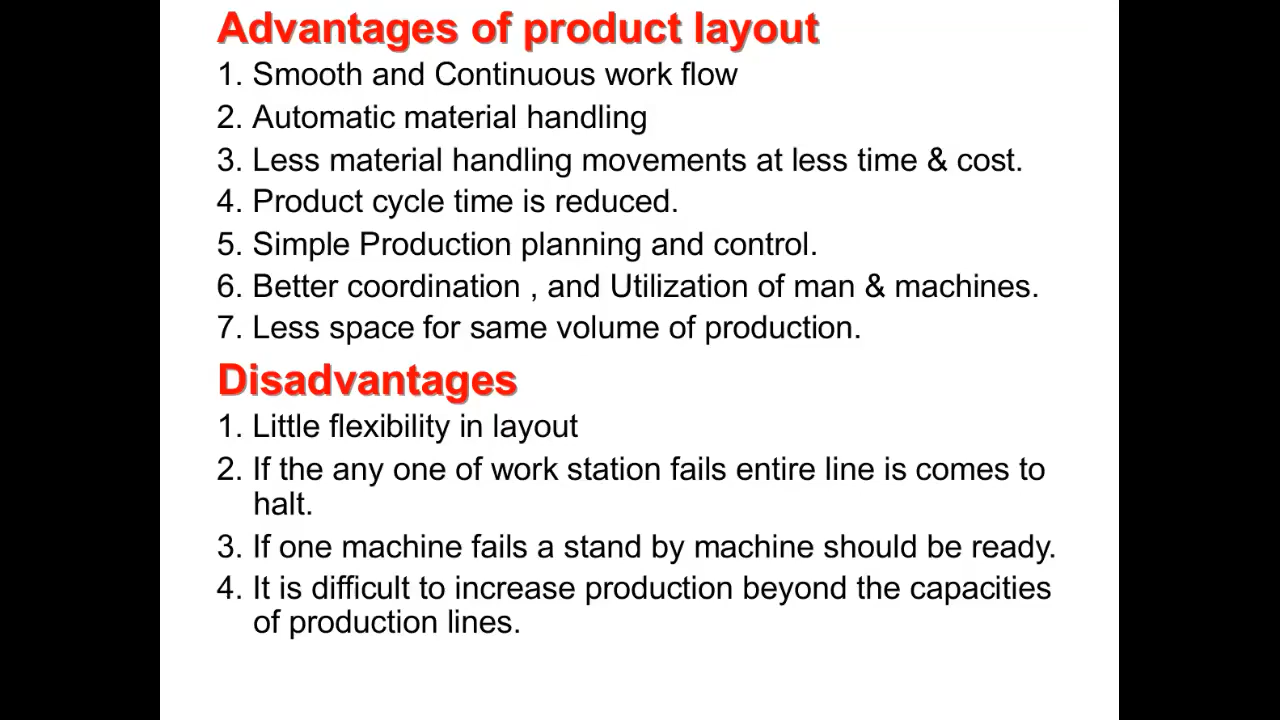 Advantages of product layout
1. Smooth and Continuous work flow
2. Automatic material handling
3. Less material handling movements at less time & cost.
4. Product cycle time is reduced.
5. Simple Production planning and control.
6. Better coordination , and Utilization of man & machines.
7. Less space for same volume of production.
Disadvantages
1. Little flexibility in layout
2. If the any one of work station fails entire line is comes to
halt.
3. If one machine fails a stand by machine should be ready.
4. It is difficult to increase production beyond the capacities
of production lines.